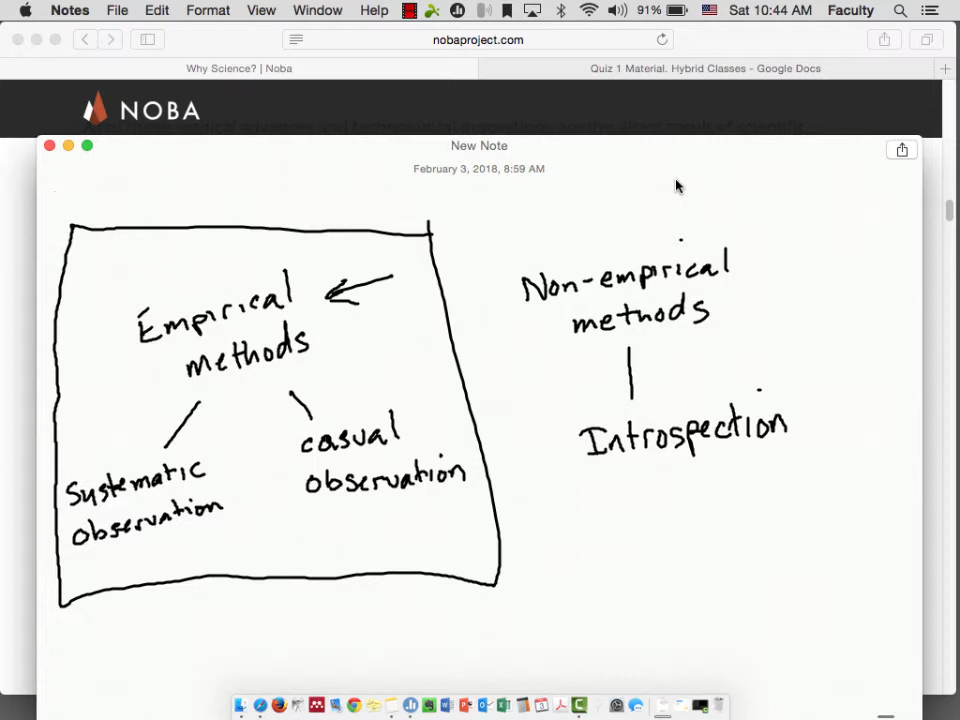 Notes File Edit Format View Window Help 91% Sat 10:44 AM Faculty
nobaproject.com
Why Science? | Noba Quiz 1 Material. Hybrid Classes - Google Docs
NOBA
New Note
February 3, 2018, 8:59 AM
Empirical
methods
Systematic
observation
casual
observation
Non-empirical
methods
Introspection